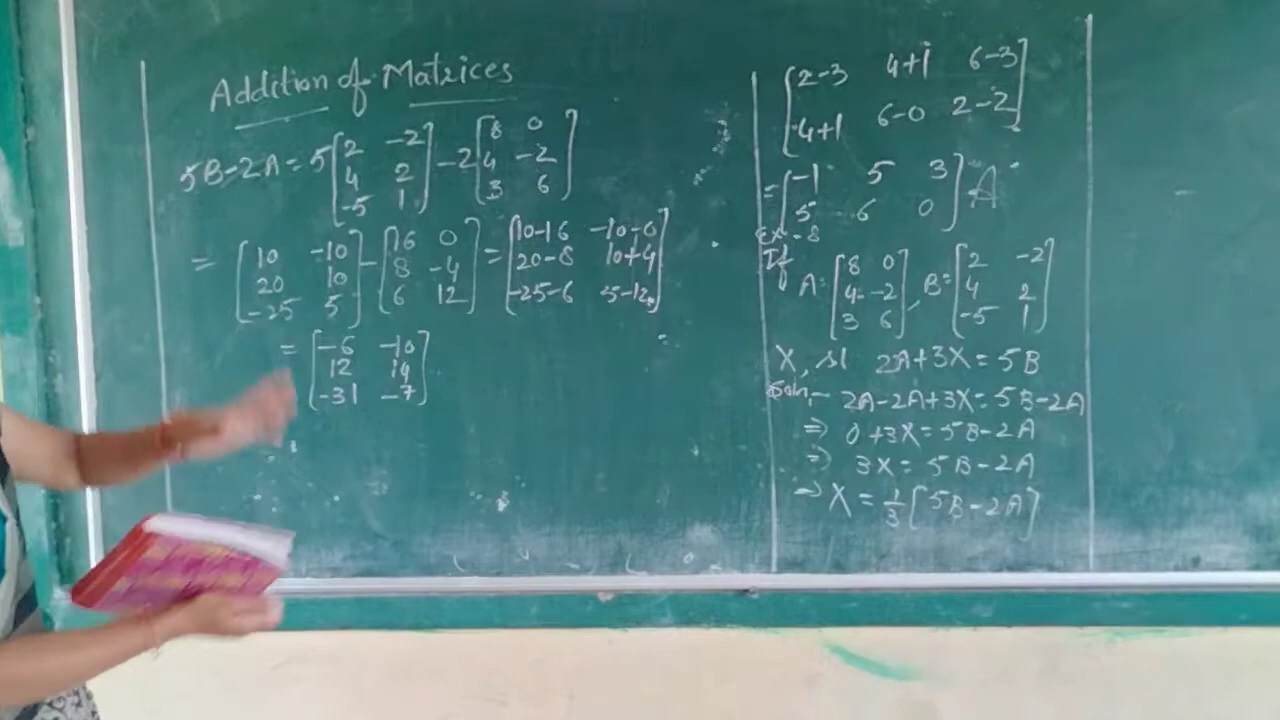 Addition of Matrices
5B-2A = 5[2 -2] -2[8 0]
4 2 4 -2
-5 1 3 6
= [10 -10] - [16 0] = [10-16 -10-0]
20 10 8 -4 20-8 10+4
-25 5 6 12 -25-6 5-12
= [-6 -10]
12 14
-31 -7
[2-3 4+1 6-3]
4+1 6-0 2-2
= [-1 5 3] A
5 6 0
Ex-8
If
A = [8 0], B = [2 -2]
4 -2 4 2
3 6 -5 1
X, st 2A+3X = 5B
Soln,- 2A-2A+3X = 5B-2A
⇒ 0+3X = 5B-2A
⇒ 3X = 5B-2A
⇒ X = 1/3 [5B-2A]